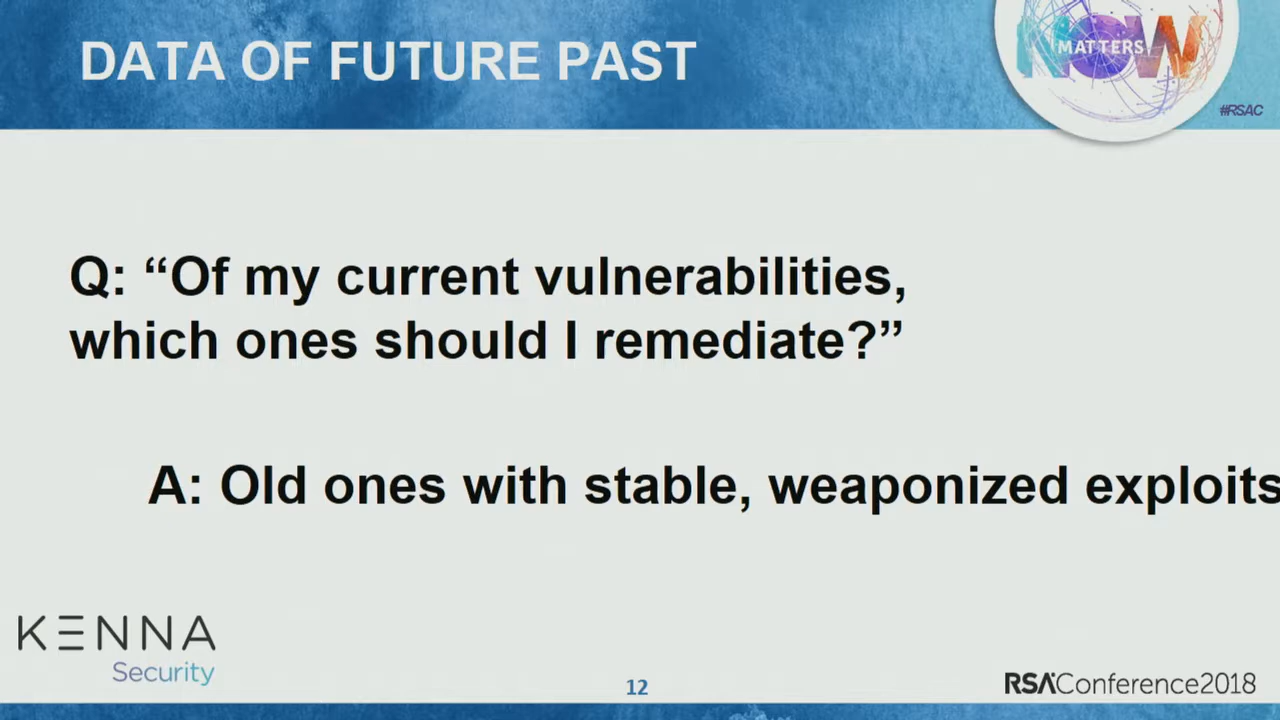 DATA OF FUTURE PAST
NOW
MATTERS
#RSAC
Q: “Of my current vulnerabilities,
which ones should I remediate?”
A: Old ones with stable, weaponized exploits
KENNA
Security
12
RSAConference2018